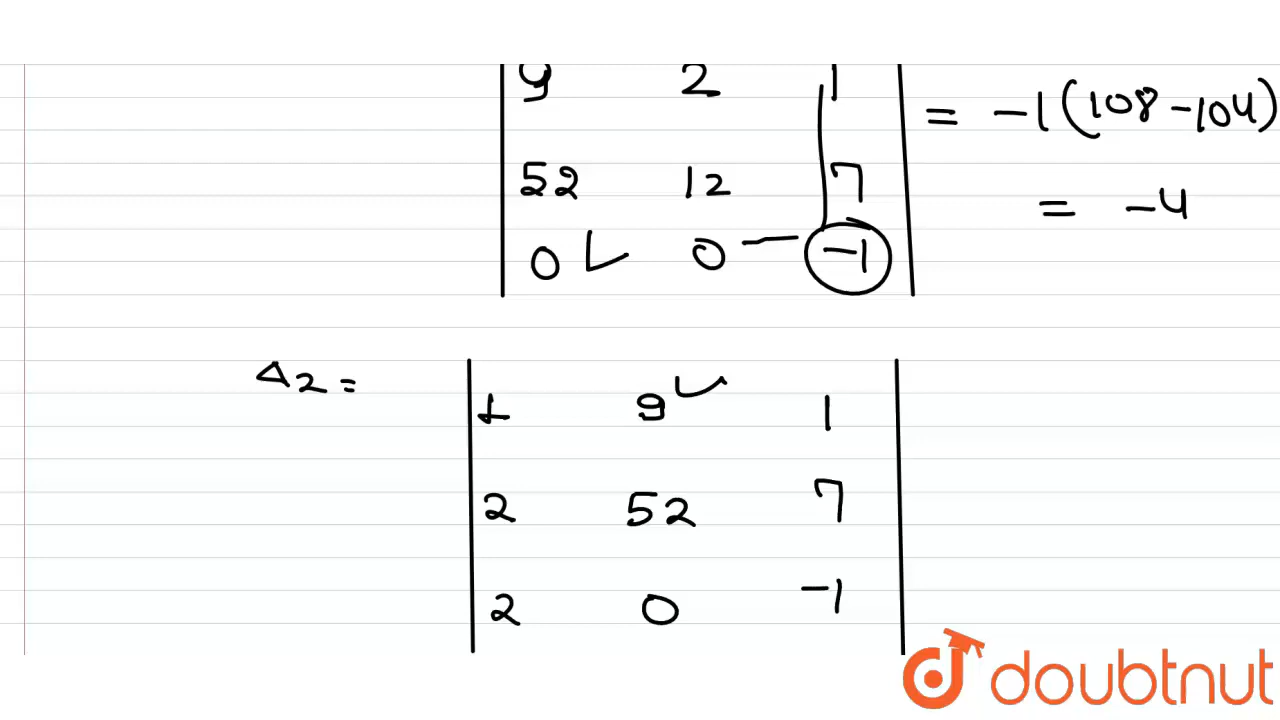 9 2 1
= -1(108-104)
52 12 7
= -4
0 0 -1
Δ2 =
1 9 1
2 52 7
2 0 -1
doubtnut